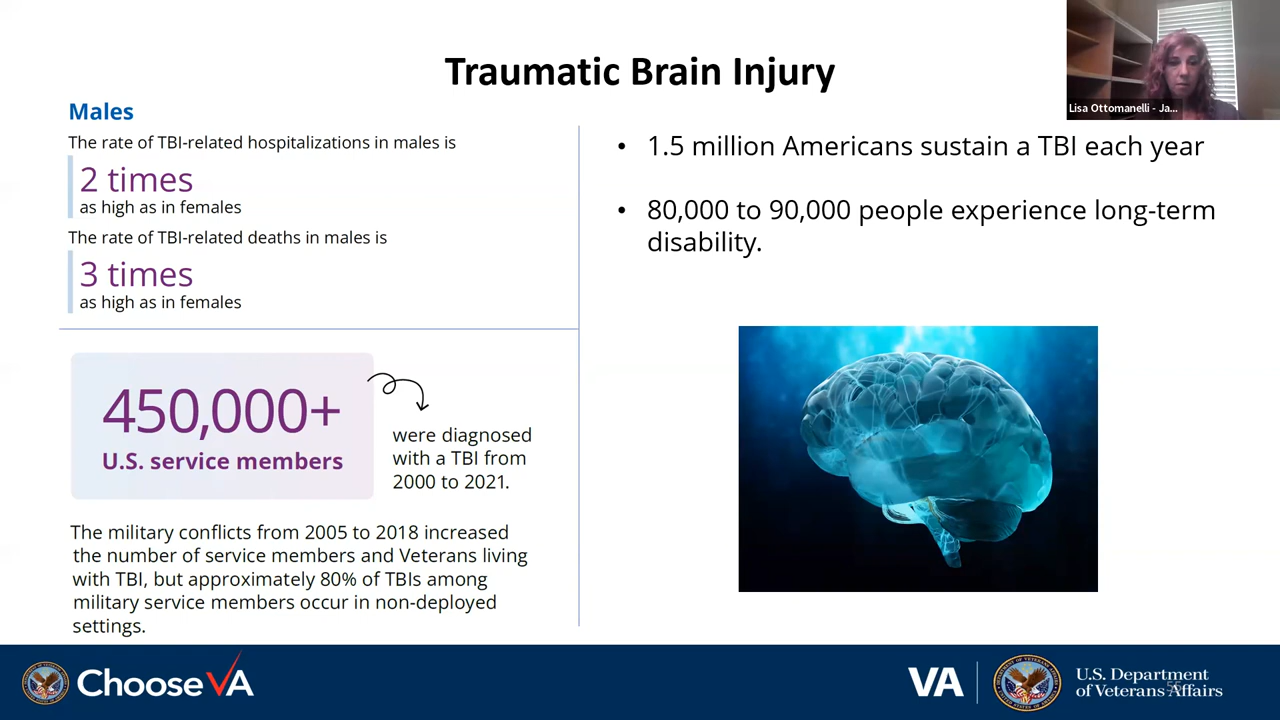 Traumatic Brain Injury
Lisa Ottomanelli - Ja...
Males
The rate of TBI-related hospitalizations in males is
2 times
as high as in females
The rate of TBI-related deaths in males is
3 times
as high as in females
450,000+
U.S. service members
were diagnosed
with a TBI from
2000 to 2021.
The military conflicts from 2005 to 2018 increased
the number of service members and Veterans living
with TBI, but approximately 80% of TBIs among
military service members occur in non-deployed
settings.
• 1.5 million Americans sustain a TBI each year
• 80,000 to 90,000 people experience long-term
disability.
Choose VA
VA
U.S. Department
of Veterans Affairs